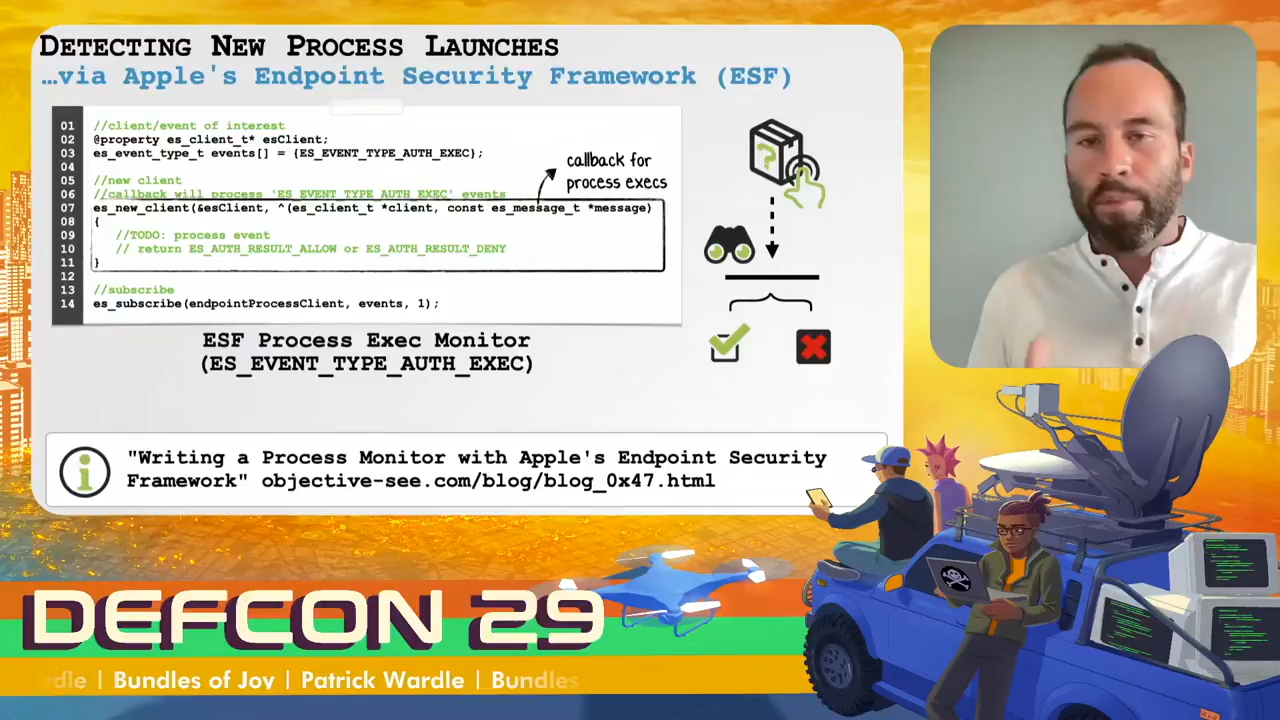 DETECTING NEW PROCESS LAUNCHES
…via Apple's Endpoint Security Framework (ESF)
01 //client/event of interest
02 @property es_client_t* esClient;
03 es_event_type_t events[] = {ES_EVENT_TYPE_AUTH_EXEC};
04
05 //new client
06 //callback will process 'ES_EVENT_TYPE_AUTH_EXEC' events
07 es_new_client(&esClient, ^(es_client_t *client, const es_message_t *message)
08 {
09 //TODO: process event
10 // return ES_AUTH_RESULT_ALLOW or ES_AUTH_RESULT_DENY
11 }
12
13 //subscribe
14 es_subscribe(endpointProcessClient, events, 1);
callback for
process execs
?
ESF Process Exec Monitor
(ES_EVENT_TYPE_AUTH_EXEC)
i
"Writing a Process Monitor with Apple's Endpoint Security
Framework" objective-see.com/blog/blog_0x47.html
DEFCON 29
rdle | Bundles of Joy | Patrick Wardle | Bundles